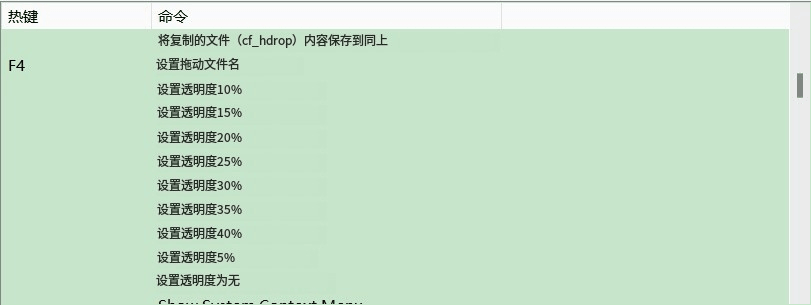 热键 命令
将复制的文件（cf_hdrop）内容保存到同上
F4 设置拖动文件名
设置透明度10%
设置透明度15%
设置透明度20%
设置透明度25%
设置透明度30%
设置透明度35%
设置透明度40%
设置透明度5%
设置透明度为无
Show System Context Menu